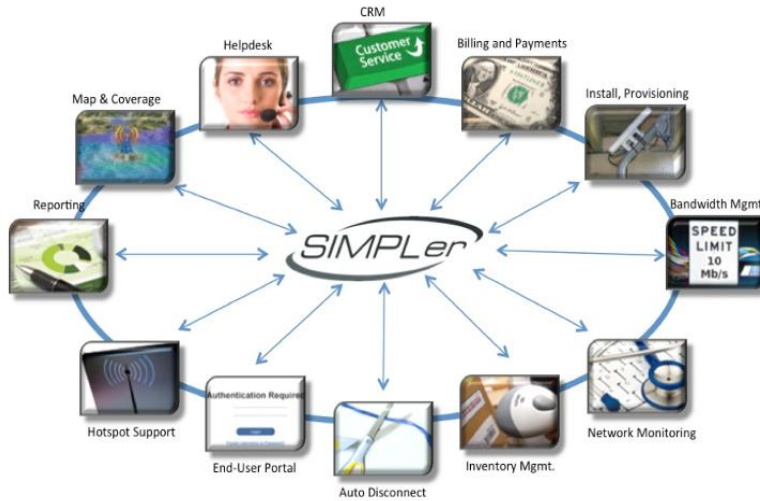 CRM
Helpdesk
Customer
Service
Billing and Payments
Map & Coverage
Install, Provisioning
Reporting
Bandwidth Mgmt
SPEED
LIMIT
10
Mb/s
SIMPLer
Hotspot Support
Authentication Required
Login
End-User Portal
Auto Disconnect
Inventory Mgmt.
Network Monitoring